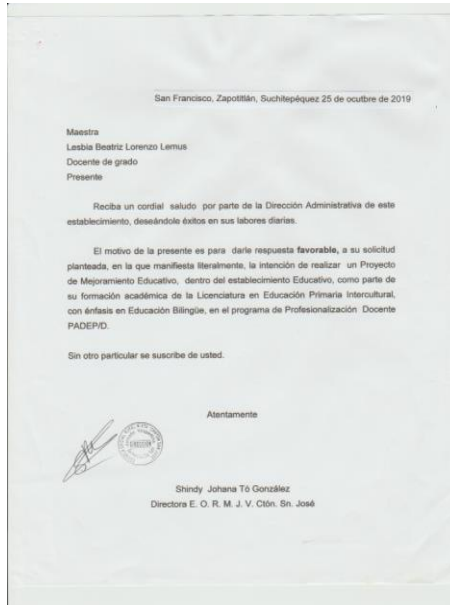 San Francisco, Zapotitlán, Suchitepéquez 25 de ocutbre de 2019
Maestra
Lesbia Beatriz Lorenzo Lemus
Docente de grado
Presente
Reciba un cordial saludo por parte de la Dirección Administrativa de este
establecimiento, deseándole éxitos en sus labores diarias.
El motivo de la presente es para darle respuesta favorable, a su solicitud
planteada, en la que manifiesta literalmente, la intención de realizar un Proyecto
de Mejoramiento Educativo, dentro del establecimiento Educativo, como parte de
su formación académica de la Licenciatura en Educación Primaria Intercultural,
con énfasis en Educación Bilingüe, en el programa de Profesionalización Docente
PADEP/D.
Sin otro particular se suscribe de usted.
Atentamente
Shindy Johana Tó González
Directora E. O. R. M. J. V. Ctón. Sn. José